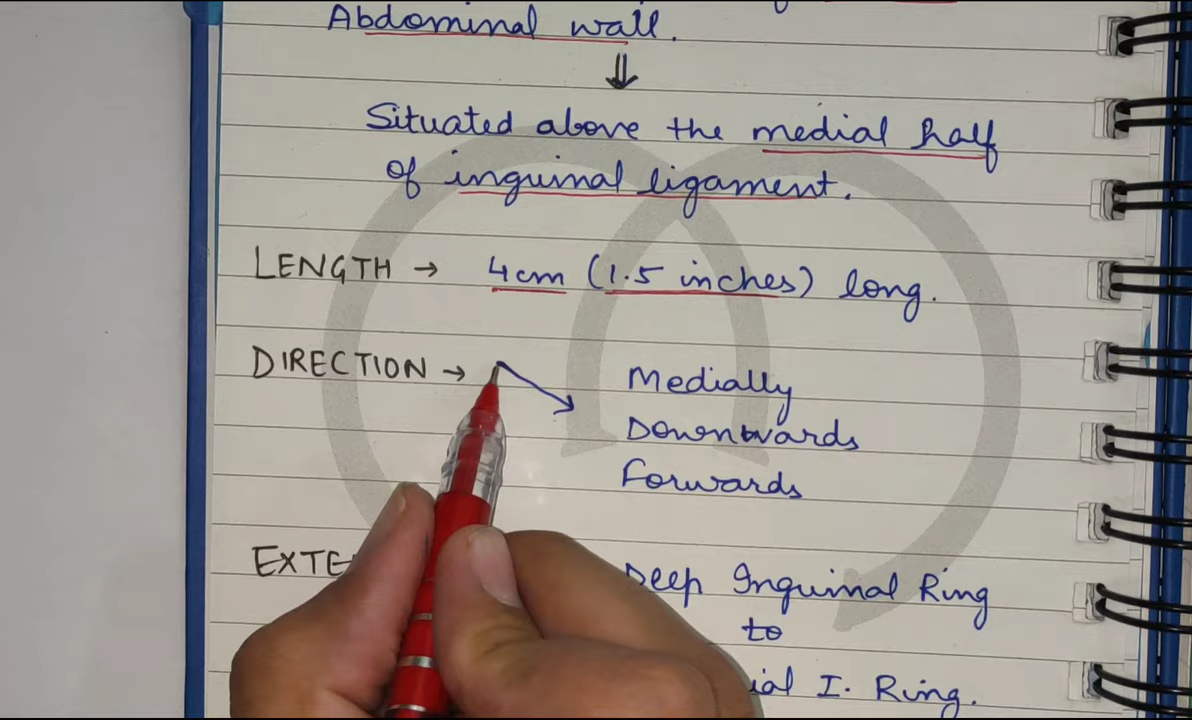 Abdominal wall.
⇓
Situated above the medial half
of inguinal ligament.
LENGTH → 4cm (1.5 inches) long.
DIRECTION → Medially
Downwards
Forwards
EXTE
Deep Inguinal Ring
to
ial I. Ring.